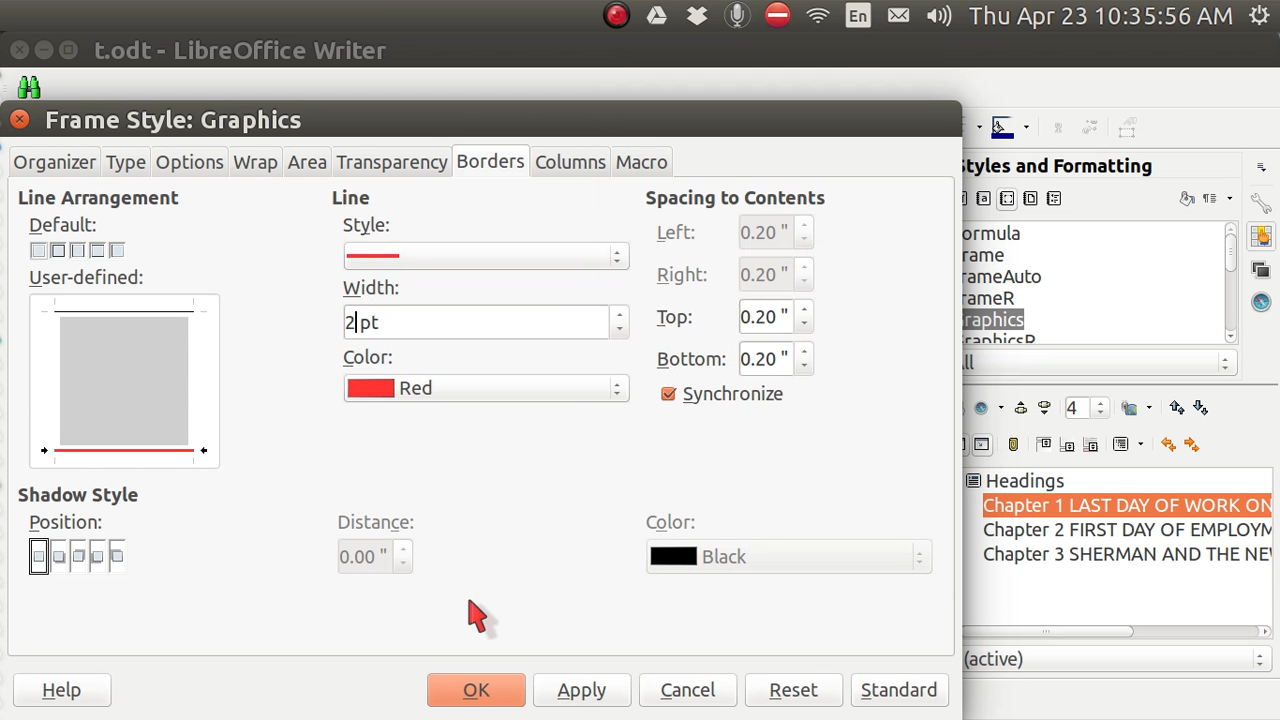 En
Thu Apr 23 10:35:56 AM
t.odt - LibreOffice Writer
Frame Style: Graphics
Organizer Type Options Wrap Area Transparency Borders Columns Macro
Line Arrangement
Default:
User-defined:
Line
Style:
Width:
2 pt
Color:
Red
Spacing to Contents
Left: 0.20 "
Right: 0.20 "
Top: 0.20 "
Bottom: 0.20 "
Synchronize
Shadow Style
Position:
Distance:
0.00 "
Color:
Black
Help OK Apply Cancel Reset Standard
tyles and Formatting
ormula
rame
rameAuto
rameR
raphics
raphicsR
ll
4
Headings
Chapter 1 LAST DAY OF WORK ON
Chapter 2 FIRST DAY OF EMPLOYM
Chapter 3 SHERMAN AND THE NE
(active)